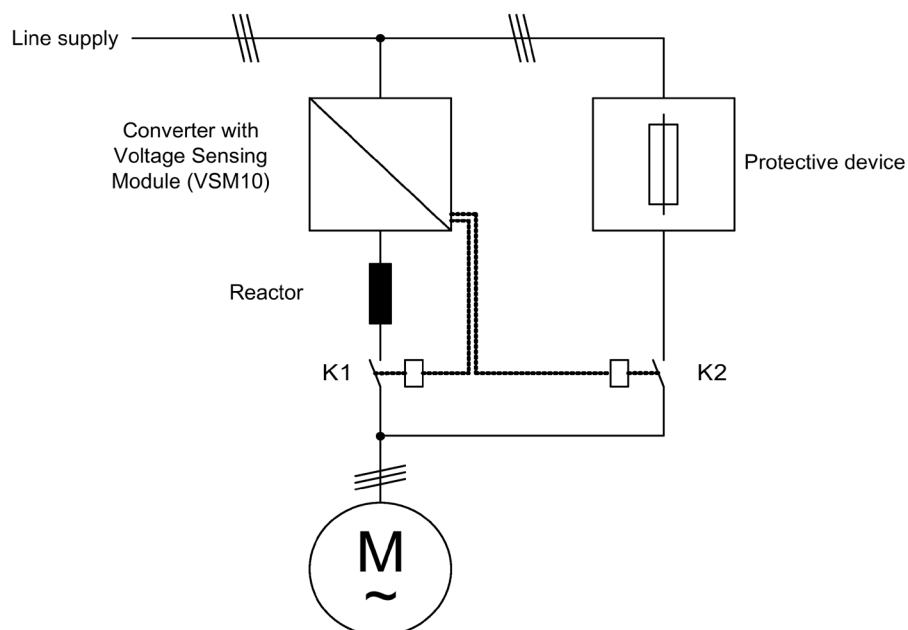 Line supply
Converter with
Voltage Sensing
Module (VSM10)
Protective device
Reactor
K1
K2
M
~